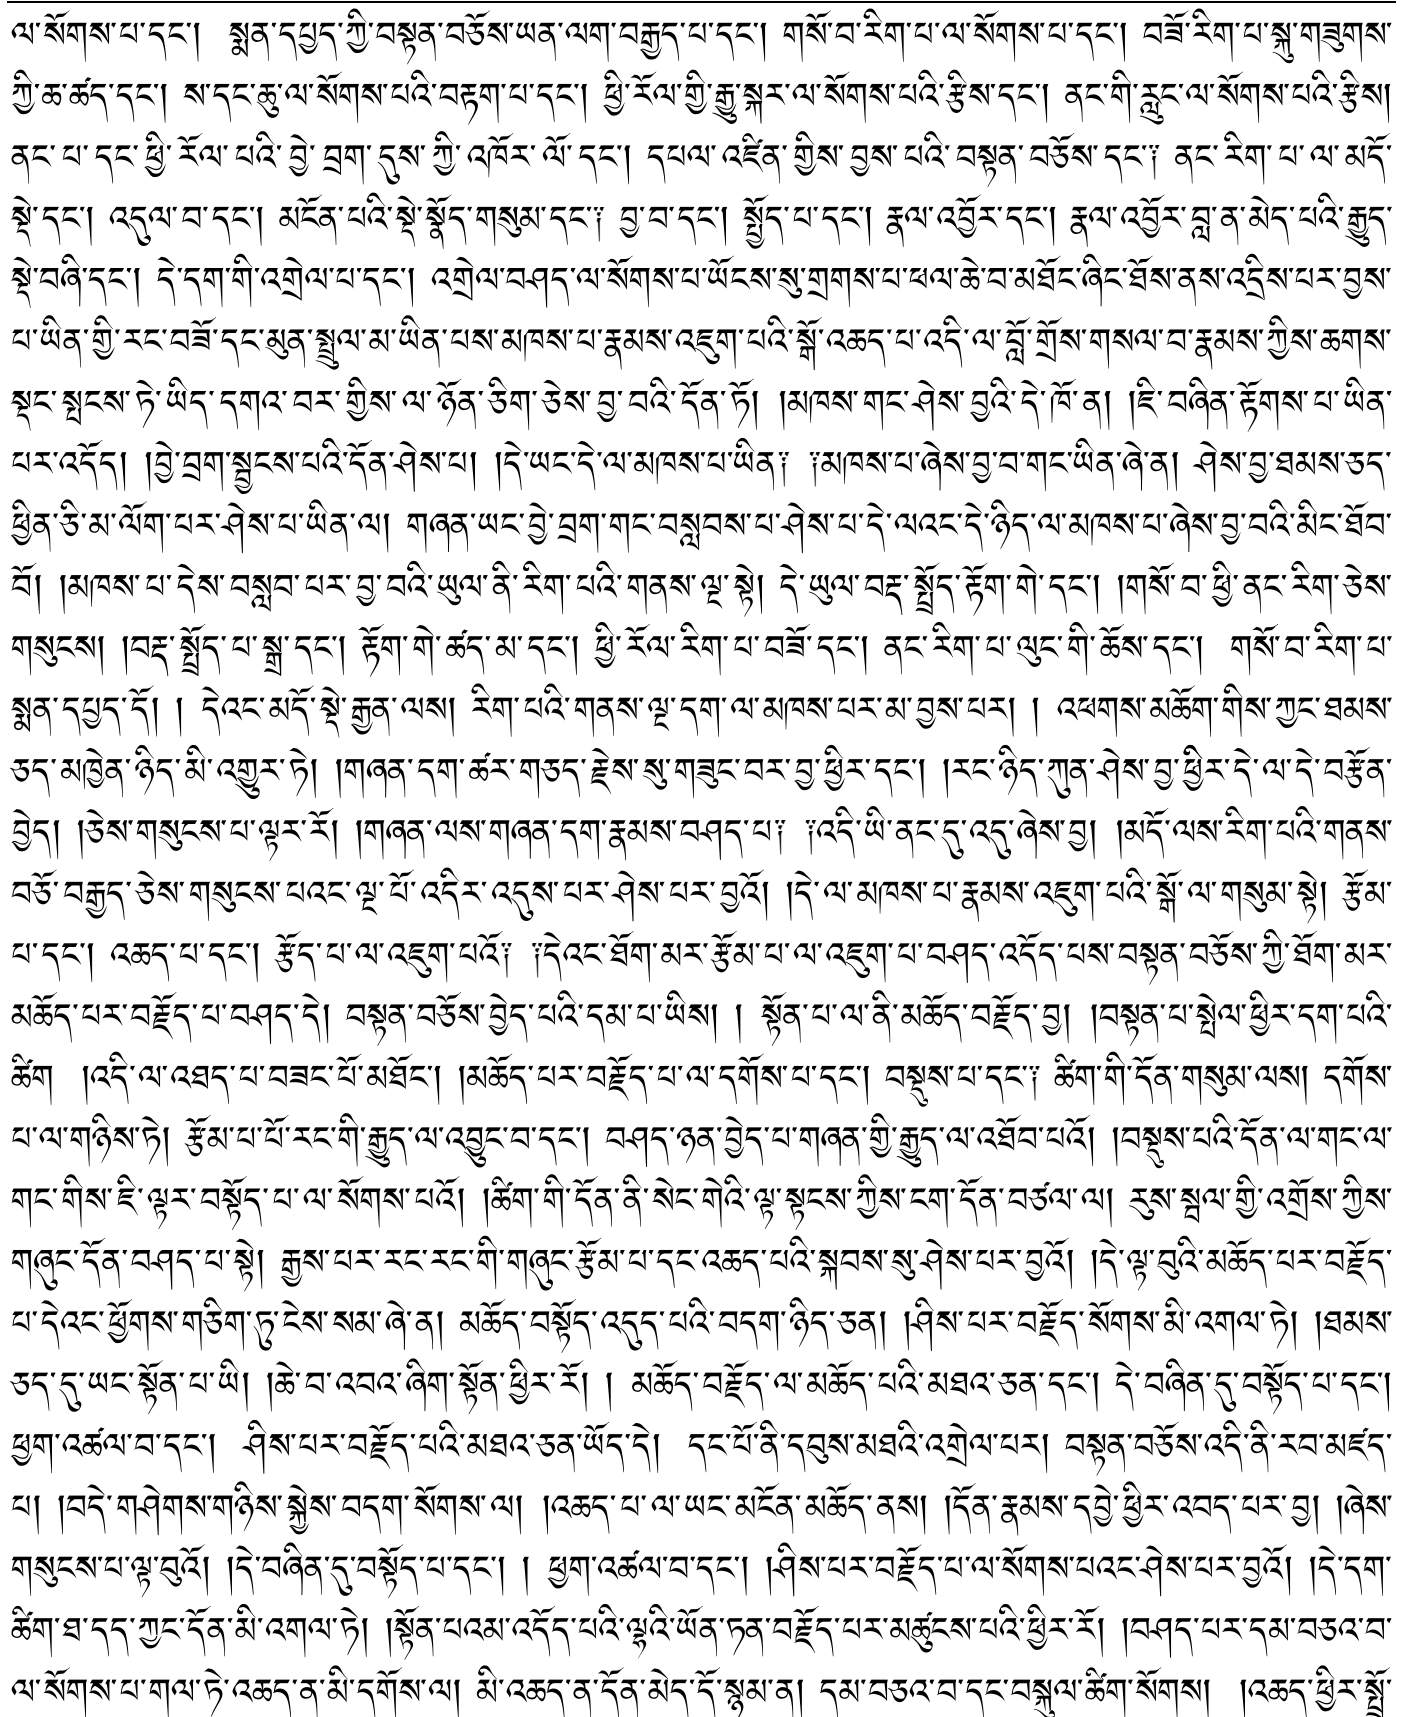 ལ་སོགས་པ་དང་། སྨན་དཔྱད་ཀྱི་བསྟན་བཅོས་ཡན་ལག་བརྒྱད་པ་དང་། གསོ་བ་རིག་པ་ལ་སོགས་པ་དང་། བཟོ་རིག་པ་སྐུ་གཟུགས་
ཀྱི་ཆ་ཚད་དང་། ས་དང་ཆུ་ལ་སོགས་པའི་བརྟག་པ་དང་། ཕྱི་རོལ་གྱི་རྒྱུ་སྐར་ལ་སོགས་པའི་རྩིས་དང་། ནང་གི་རླུང་ལ་སོགས་པའི་རྩིས།
ནང་པ་དང་ཕྱི་རོལ་པའི་བྱེ་བྲག་དུས་ཀྱི་འཁོར་ལོ་དང་། དཔལ་འཛིན་གྱིས་བྱས་པའི་བསྟན་བཅོས་དང་༑ ནང་རིག་པ་ལ་མདོ་
སྡེ་དང་། འདུལ་བ་དང་། མངོན་པའི་སྡེ་སྣོད་གསུམ་དང་༑ བྱ་བ་དང་། སྤྱོད་པ་དང་། རྣལ་འབྱོར་དང་། རྣལ་འབྱོར་བླ་ན་མེད་པའི་རྒྱུད་
སྡེ་བཞི་དང་། དེ་དག་གི་འགྲེལ་པ་དང་། འགྲེལ་བཤད་ལ་སོགས་པ་ཡོངས་སུ་གྲགས་པ་ཕལ་ཆེ་བ་མཐོང་ཞིང་ཐོས་ནས་འདྲིས་པར་བྱས་
པ་ཡིན་གྱི་རང་བཟོ་དང་མུན་སྤྲུལ་མ་ཡིན་པས་མཁས་པ་རྣམས་འཇུག་པའི་སྒོ་འཆད་པ་འདི་ལ་བློ་གྲོས་གསལ་བ་རྣམས་ཀྱིས་ཆགས་
སྡང་སྤངས་ཏེ་ཡིད་དགའ་བར་གྱིས་ལ་ཉོན་ཅིག་ཅེས་བྱ་བའི་དོན་ཏོ། །མཁས་གང་ཤེས་བྱའི་དེ་ཁོ་ན། །ཇི་བཞིན་རྟོགས་པ་ཡིན་
པར་འདོད། །བྱེ་བྲག་སྦྱངས་པའི་དོན་ཤེས་པ། །དེ་ཡང་དེ་ལ་མཁས་པ་ཡིན༑ ༑མཁས་པ་ཞེས་བྱ་བ་གང་ཡིན་ཞེ་ན། ཤེས་བྱ་ཐམས་ཅད་
ཕྱིན་ཅི་མ་ལོག་པར་ཤེས་པ་ཡིན་ལ། གཞན་ཡང་བྱེ་བྲག་གང་བསླབས་པ་ཤེས་པ་དེ་ལའང་དེ་ཉིད་ལ་མཁས་པ་ཞེས་བྱ་བའི་མིང་ཐོབ་
བོ། །མཁས་པ་དེས་བསླབ་པར་བྱ་བའི་ཡུལ་ནི་རིག་པའི་གནས་ལྔ་སྟེ། དེ་ཡུལ་བརྡ་སྤྲོད་རྟོག་གེ་དང་། །གསོ་བ་ཕྱི་ནང་རིག་ཅེས་
གསུངས། །བརྡ་སྤྲོད་པ་སྒྲ་དང་། རྟོག་གེ་ཚད་མ་དང་། ཕྱི་རོལ་རིག་པ་བཟོ་དང་། ནང་རིག་པ་ལུང་གི་ཆོས་དང་། གསོ་བ་རིག་པ་
སྨན་དཔྱད་དོ། ། དེའང་མདོ་སྡེ་རྒྱན་ལས། རིག་པའི་གནས་ལྔ་དག་ལ་མཁས་པར་མ་བྱས་པར། ། འཕགས་མཆོག་གིས་ཀྱང་ཐམས་
ཅད་མཁྱེན་ཉིད་མི་འགྱུར་ཏེ། །གཞན་དག་ཚར་གཅད་རྗེས་སུ་གཟུང་བར་བྱ་ཕྱིར་དང་། །རང་ཉིད་ཀུན་ཤེས་བྱ་ཕྱིར་དེ་ལ་དེ་བརྩོན་
བྱེད། །ཅེས་གསུངས་པ་ལྟར་རོ། །གཞན་ལས་གཞན་དག་རྣམས་བཤད་པ༑ ༑འདི་ཡི་ནང་དུ་འདུ་ཞེས་བྱ། །མདོ་ལས་རིག་པའི་གནས་
བཅོ་བརྒྱད་ཅེས་གསུངས་པའང་ལྔ་པོ་འདིར་འདུས་པར་ཤེས་པར་བྱའོ། །དེ་ལ་མཁས་པ་རྣམས་འཇུག་པའི་སྒོ་ལ་གསུམ་སྟེ། རྩོམ་
པ་དང་། འཆད་པ་དང་། རྩོད་པ་ལ་འཇུག་པའོ༑ ༑དེའང་ཐོག་མར་རྩོམ་པ་ལ་འཇུག་པ་བཤད་འདོད་པས་བསྟན་བཅོས་ཀྱི་ཐོག་མར་
མཆོད་པར་བརྗོད་པ་བཤད་དེ། བསྟན་བཅོས་བྱེད་པའི་དམ་པ་ཡིས། ། སྟོན་པ་ལ་ནི་མཆོད་བརྗོད་བྱ། །བསྟན་པ་སྤེལ་ཕྱིར་དག་པའི་
ཚིག །འདི་ལ་འཐད་པ་བཟང་པོ་མཐོང་། །མཆོད་པར་བརྗོད་པ་ལ་དགོས་པ་དང་། བསྡུས་པ་དང་༑ ཚིག་གི་དོན་གསུམ་ལས། དགོས་
པ་ལ་གཉིས་ཏེ། རྩོམ་པ་པོ་རང་གི་རྒྱུད་ལ་འབྱུང་བ་དང་། བཤད་ཉན་བྱེད་པ་གཞན་གྱི་རྒྱུད་ལ་འཐོབ་པའོ། །བསྡུས་པའི་དོན་ལ་གང་ལ་
གང་གིས་ཇི་ལྟར་བསྟོད་པ་ལ་སོགས་པའོ། །ཚིག་གི་དོན་ནི་སེང་གེའི་ལྟ་སྟངས་ཀྱིས་ངག་དོན་བཙལ་ལ། རུས་སྦལ་གྱི་འགྲོས་ཀྱིས་
གཞུང་དོན་བཤད་པ་སྟེ། རྒྱས་པར་རང་རང་གི་གཞུང་རྩོམ་པ་དང་འཆད་པའི་སྐབས་སུ་ཤེས་པར་བྱའོ། །དེ་ལྟ་བུའི་མཆོད་པར་བརྗོད་
པ་དེའང་ཕྱོགས་གཅིག་ཏུ་ངེས་སམ་ཞེ་ན། མཆོད་བསྟོད་འདུད་པའི་བདག་ཉིད་ཅན། །ཤིས་པར་བརྗོད་སོགས་མི་འགལ་ཏེ། །ཐམས་
ཅད་དུ་ཡང་སྟོན་པ་ཡི། །ཆེ་བ་འབའ་ཞིག་སྟོན་ཕྱིར་རོ། ། མཆོད་བརྗོད་ལ་མཆོད་པའི་མཐའ་ཅན་དང་། དེ་བཞིན་དུ་བསྟོད་པ་དང་།
ཕྱག་འཚལ་བ་དང་། ཤིས་པར་བརྗོད་པའི་མཐའ་ཅན་ཡོད་དེ། དང་པོ་ནི་དབུས་མཐའི་འགྲེལ་པར། བསྟན་བཅོས་འདི་ནི་རབ་མཛད་
པ། །བདེ་གཤེགས་གཉིས་སྐྱེས་བདག་སོགས་ལ། །འཆད་པ་ལ་ཡང་མངོན་མཆོད་ནས། །དོན་རྣམས་དབྱེ་ཕྱིར་འབད་པར་བྱ། །ཞེས་
གསུངས་པ་ལྟ་བུའོ། །དེ་བཞིན་དུ་བསྟོད་པ་དང་། ། ཕྱག་འཚལ་བ་དང་། །ཤིས་པར་བརྗོད་པ་ལ་སོགས་པའང་ཤེས་པར་བྱའོ། །དེ་དག་
ཚིག་ཐ་དད་ཀྱང་དོན་མི་འགལ་ཏེ། །སྟོན་པའམ་འདོད་པའི་ལྷའི་ཡོན་ཏན་བརྗོད་པར་མཚུངས་པའི་ཕྱིར་རོ། །བཤད་པར་དམ་བཅའ་བ་
ལ་སོགས་པ་གལ་ཏེ་འཆད་ན་མི་དགོས་ལ། མི་འཆད་ན་དོན་མེད་དོ་སྙམ་ན། དམ་བཅའ་བ་དང་བསྐུལ་ཚིག་སོགས། །འཆད་ཕྱིར་སྤྲོ་